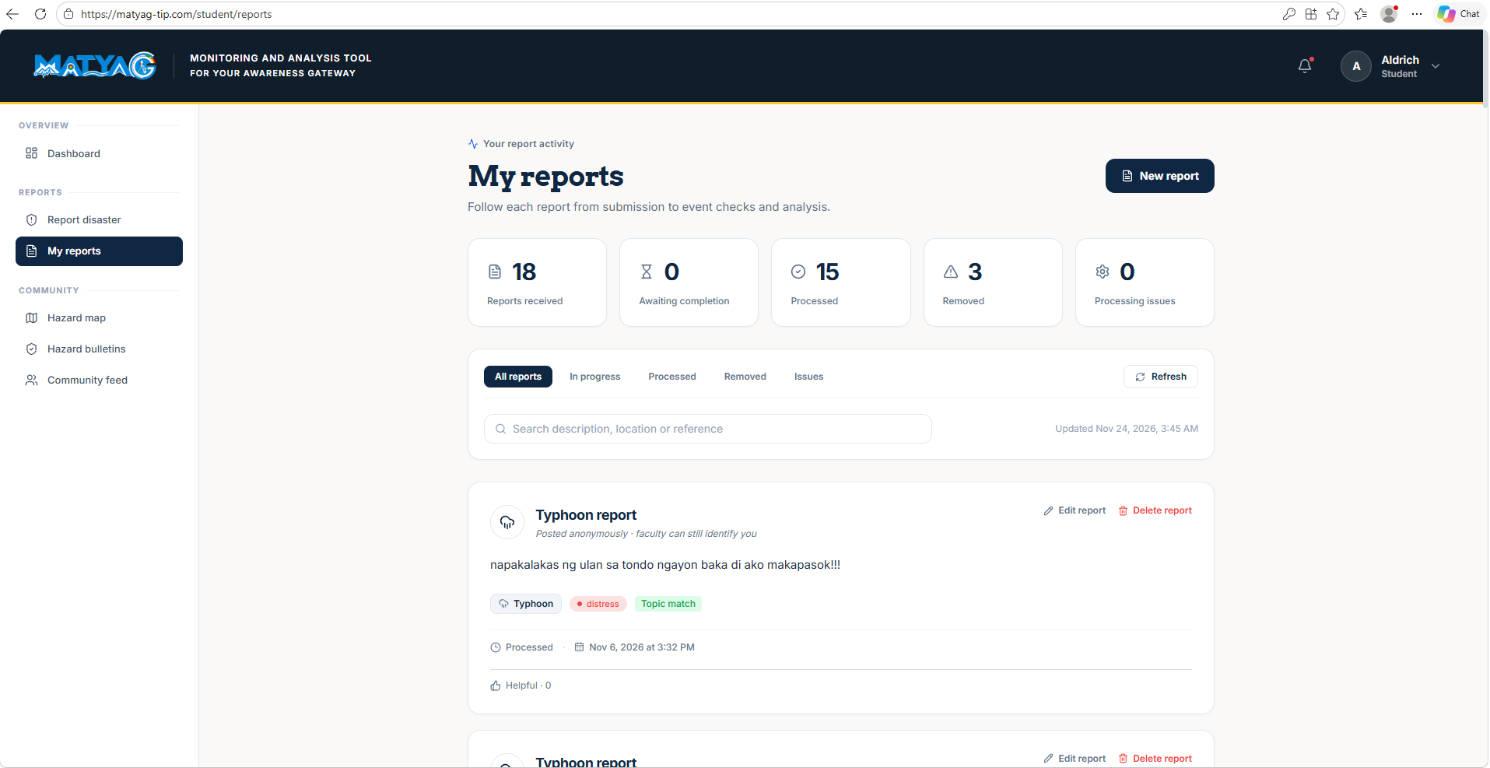 https://matyag-tip.com/student/reports
Chat
MATYAG
MONITORING AND ANALYSIS TOOL
FOR YOUR AWARENESS GATEWAY
A
Aldrich
Student
OVERVIEW
Dashboard
REPORTS
Report disaster
My reports
COMMUNITY
Hazard map
Hazard bulletins
Community feed
Your report activity
My reports
New report
Follow each report from submission to event checks and analysis.
18
Reports received
0
Awaiting completion
15
Processed
3
Removed
0
Processing issues
All reports In progress Processed Removed Issues
Refresh
Search description, location or reference
Updated Nov 24, 2026, 3:45 AM
Typhoon report
Edit report Delete report
Posted anonymously · faculty can still identify you
napakalakas ng ulan sa tondo ngayon baka di ako makapasok!!!
Typhoon distress Topic match
Processed · Nov 6, 2026 at 3:32 PM
Helpful · 0
Typhoon report
Edit report Delete report